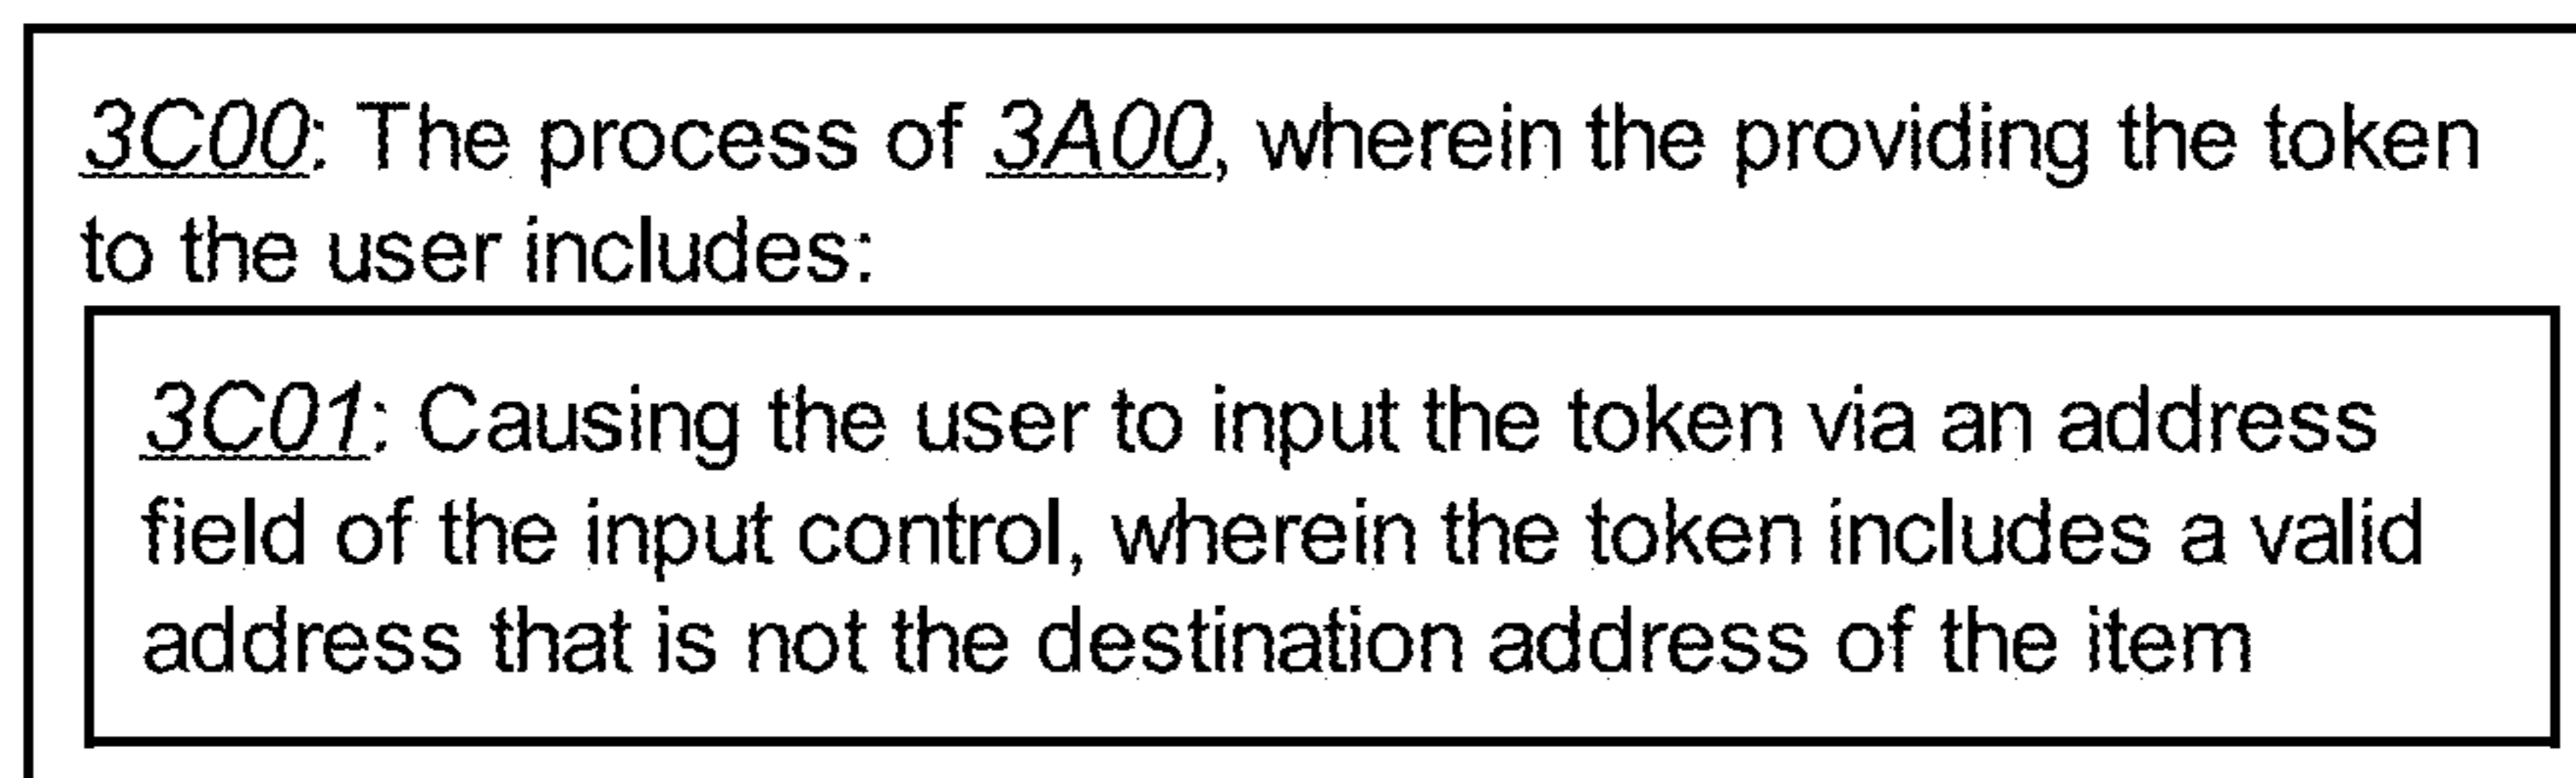 3C00: The process of 3A00, wherein the providing the token
to the user includes:
3C01: Causing the user to input the token via an address
field of the input control, wherein the token includes a valid
address that is not the destination address of the item